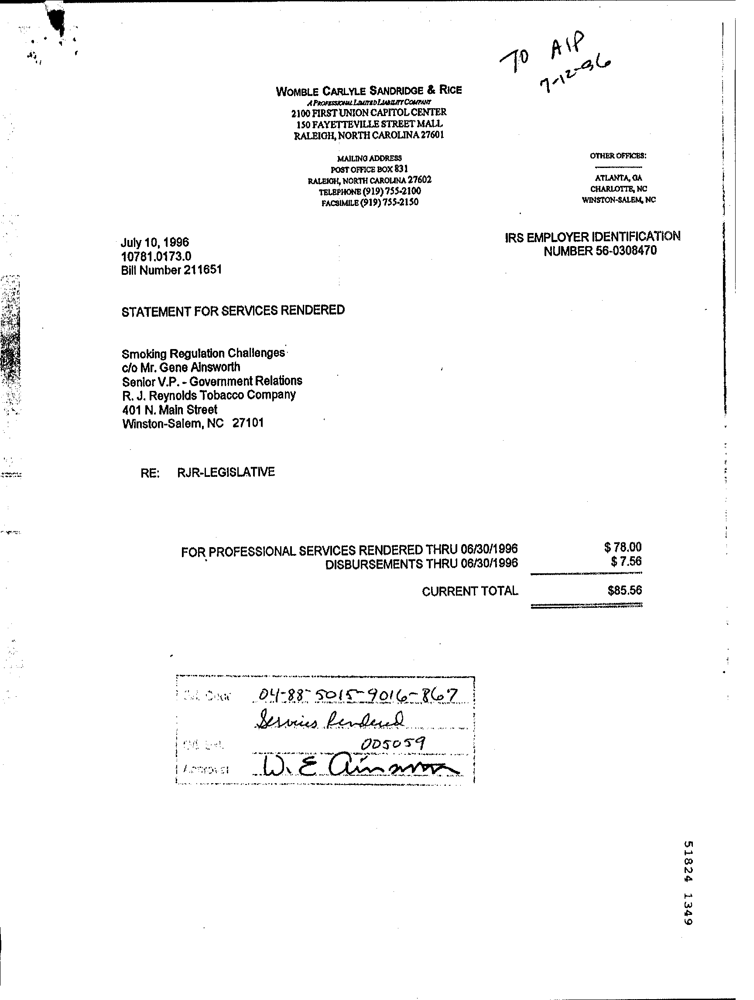 TO A/P
7-12-96
WOMBLE CARLYLE SANDRIDGE & RICE
A PROFESSIONAL LIMITED LIABILITY COMPANY
2100 FIRST UNION CAPITOL CENTER
150 FAYETTEVILLE STREET MALL
RALEIGH, NORTH CAROLINA 27601
MAILING ADDRESS
POST OFFICE BOX 831
RALEIGH, NORTH CAROLINA 27602
TELEPHONE (919) 755-2100
FACSIMILE (919) 755-2150
OTHER OFFICES:
ATLANTA, GA
CHARLOTTE, NC
WINSTON-SALEM, NC
July 10, 1996
10781.0173.0
Bill Number 211651
IRS EMPLOYER IDENTIFICATION
NUMBER 56-0308470
STATEMENT FOR SERVICES RENDERED
Smoking Regulation Challenges
c/o Mr. Gene Ainsworth
Senior V.P. - Government Relations
R. J. Reynolds Tobacco Company
401 N. Main Street
Winston-Salem, NC 27101
RE: RJR-LEGISLATIVE
FOR PROFESSIONAL SERVICES RENDERED THRU 06/30/1996 $ 78.00
DISBURSEMENTS THRU 06/30/1996 $ 7.56
CURRENT TOTAL $85.56
04-88-5015-9016-867
Services Rendered
005059
Approval W. E. Ainsworth
51824 1349